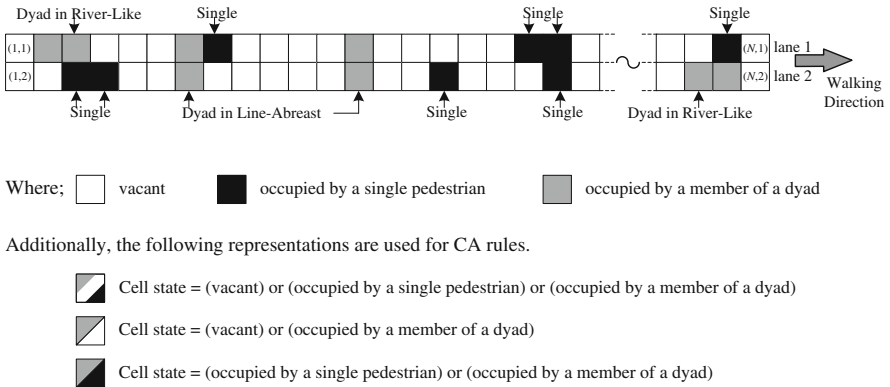 Dyad in River-Like Single Single Single
(1,1) (N,1) lane 1
(1,2) (N,2) lane 2
Walking
Direction
Single Dyad in Line-Abreast Single Single Dyad in River-Like
Where; vacant occupied by a single pedestrian occupied by a member of a dyad
Additionally, the following representations are used for CA rules.
Cell state = (vacant) or (occupied by a single pedestrian) or (occupied by a member of a dyad)
Cell state = (vacant) or (occupied by a member of a dyad)
Cell state = (occupied by a single pedestrian) or (occupied by a member of a dyad)